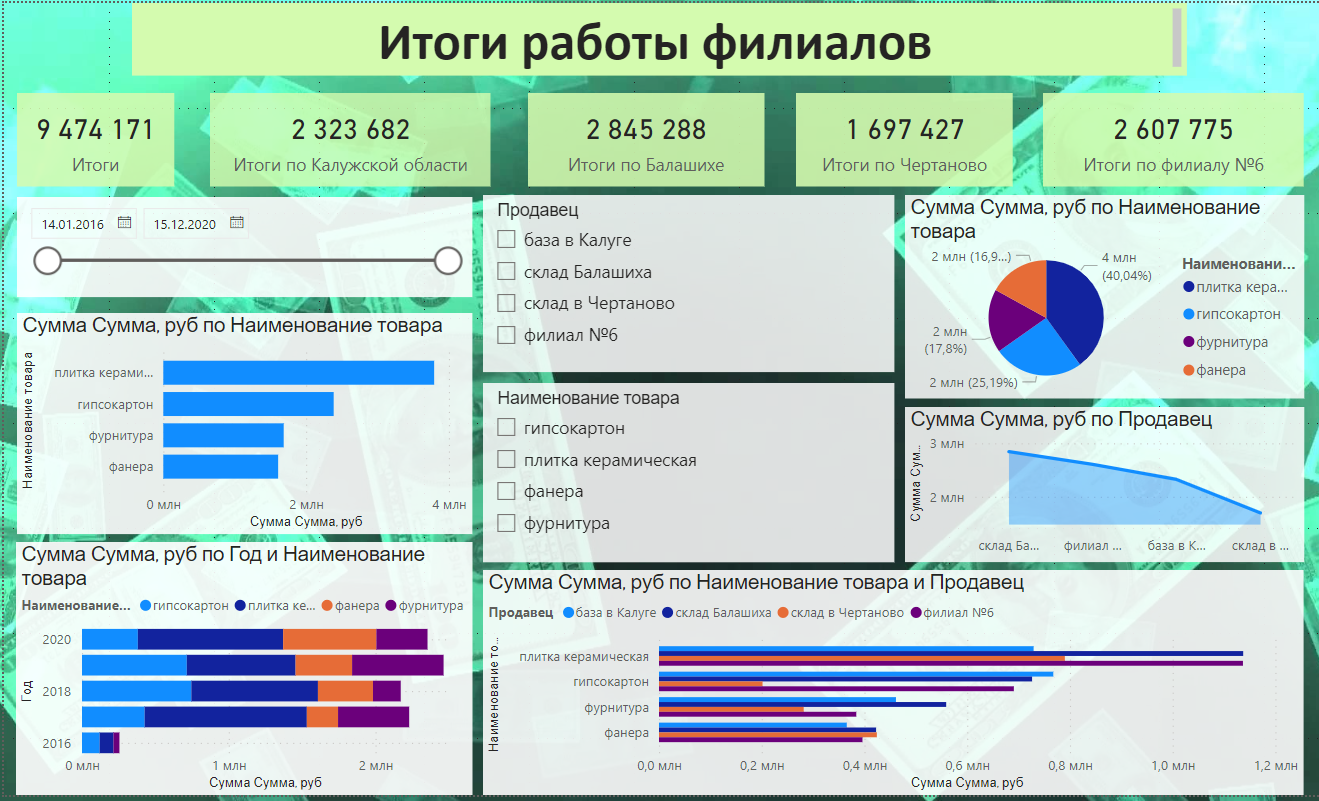 Итоги работы филиалов
9 474 171
Итоги
2 323 682
Итоги по Калужской области
2 845 288
Итоги по Балашихе
1 697 427
Итоги по Чертаново
2 607 775
Итоги по филиалу №6
14.01.2016
15.12.2020
Продавец
база в Калуге
склад Балашиха
склад в Чертаново
филиал №6
Сумма Сумма, руб по Наименование
товара
2 млн (16,9...)
4 млн
(40,04%)
2 млн
(17,8%)
2 млн (25,19%)
Наименовани...
плитка кера...
гипсокартон
фурнитура
фанера
Сумма Сумма, руб по Наименование товара
Наименование товара
плитка керами...
гипсокартон
фурнитура
фанера
0 млн
2 млн
4 млн
Сумма Сумма, руб
Наименование товара
гипсокартон
плитка керамическая
фанера
фурнитура
Сумма Сумма, руб по Продавец
Сумма Сум...
3 млн
2 млн
склад Ба...
филиал ...
база в К...
склад в ...
Сумма Сумма, руб по Год и Наименование
товара
Наименование...
гипсокартон
плитка ке...
фанера
фурнитура
Год
2020
2018
2016
0 млн
1 млн
2 млн
Сумма Сумма, руб
Сумма Сумма, руб по Наименование товара и Продавец
Продавец
база в Калуге
склад Балашиха
склад в Чертаново
филиал №6
Наименование то...
плитка керамическая
гипсокартон
фурнитура
фанера
0,0 млн
0,2 млн
0,4 млн
0,6 млн
0,8 млн
1,0 млн
1,2 млн
Сумма Сумма, руб